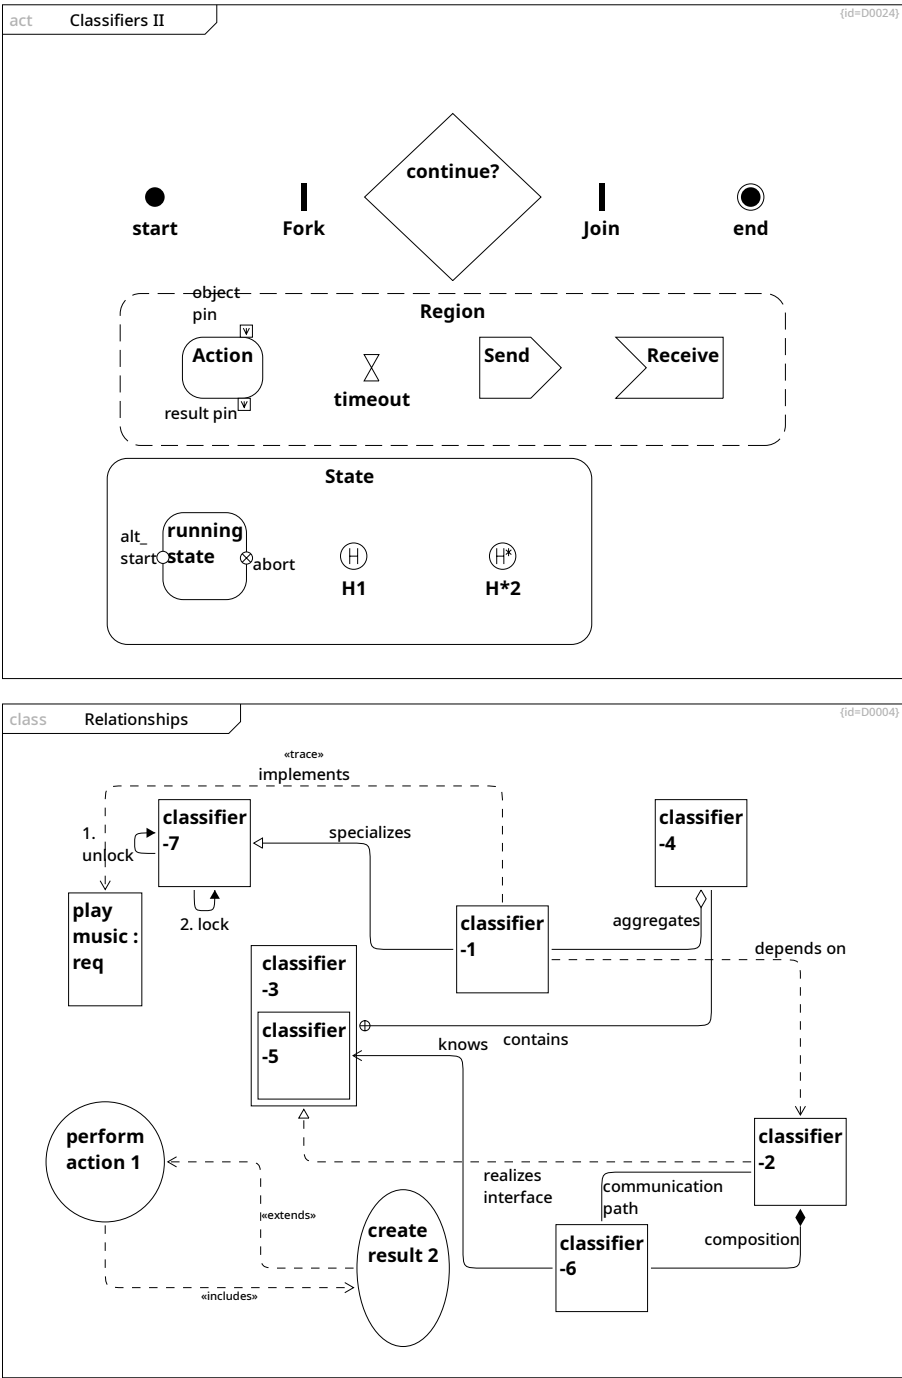 act Classifiers II
{id=D0024}
continue?
start
Fork
Join
end
object
pin
Region
Action
Send
Receive
timeout
result pin
State
running
state
alt_
start
abort
H
H*
H1
H*2
class Relationships
{id=D0004}
«trace»
implements
classifier
-7
specializes
classifier
-4
1.
unlock
2. lock
play
music :
req
classifier
-1
aggregates
depends on
classifier
-3
classifier
-5
knows
contains
perform
action 1
classifier
-2
realizes
interface
communication
path
«extends»
create
result 2
classifier
-6
composition
«includes»